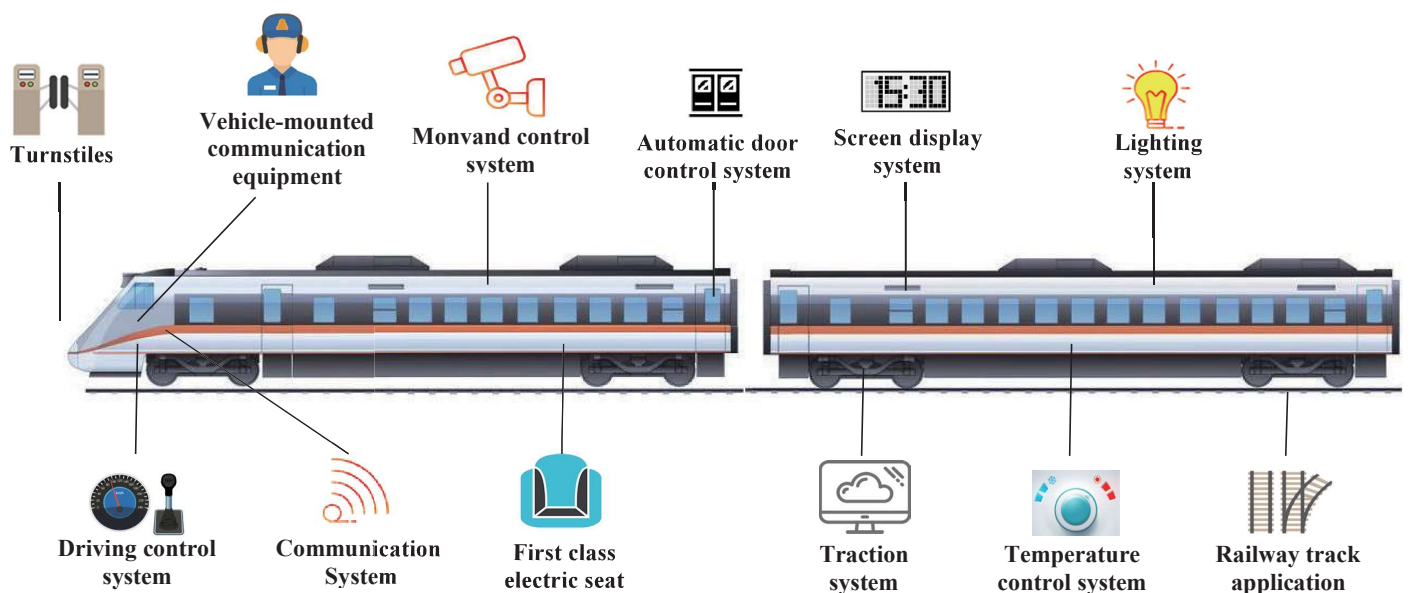 Turnstiles
Vehicle-mounted
communication
equipment
Monvand control
system
Automatic door
control system
15:30
Screen display
system
Lighting
system
Driving control
system
Communication
System
First class
electric seat
Traction
system
Temperature
control system
Railway track
application